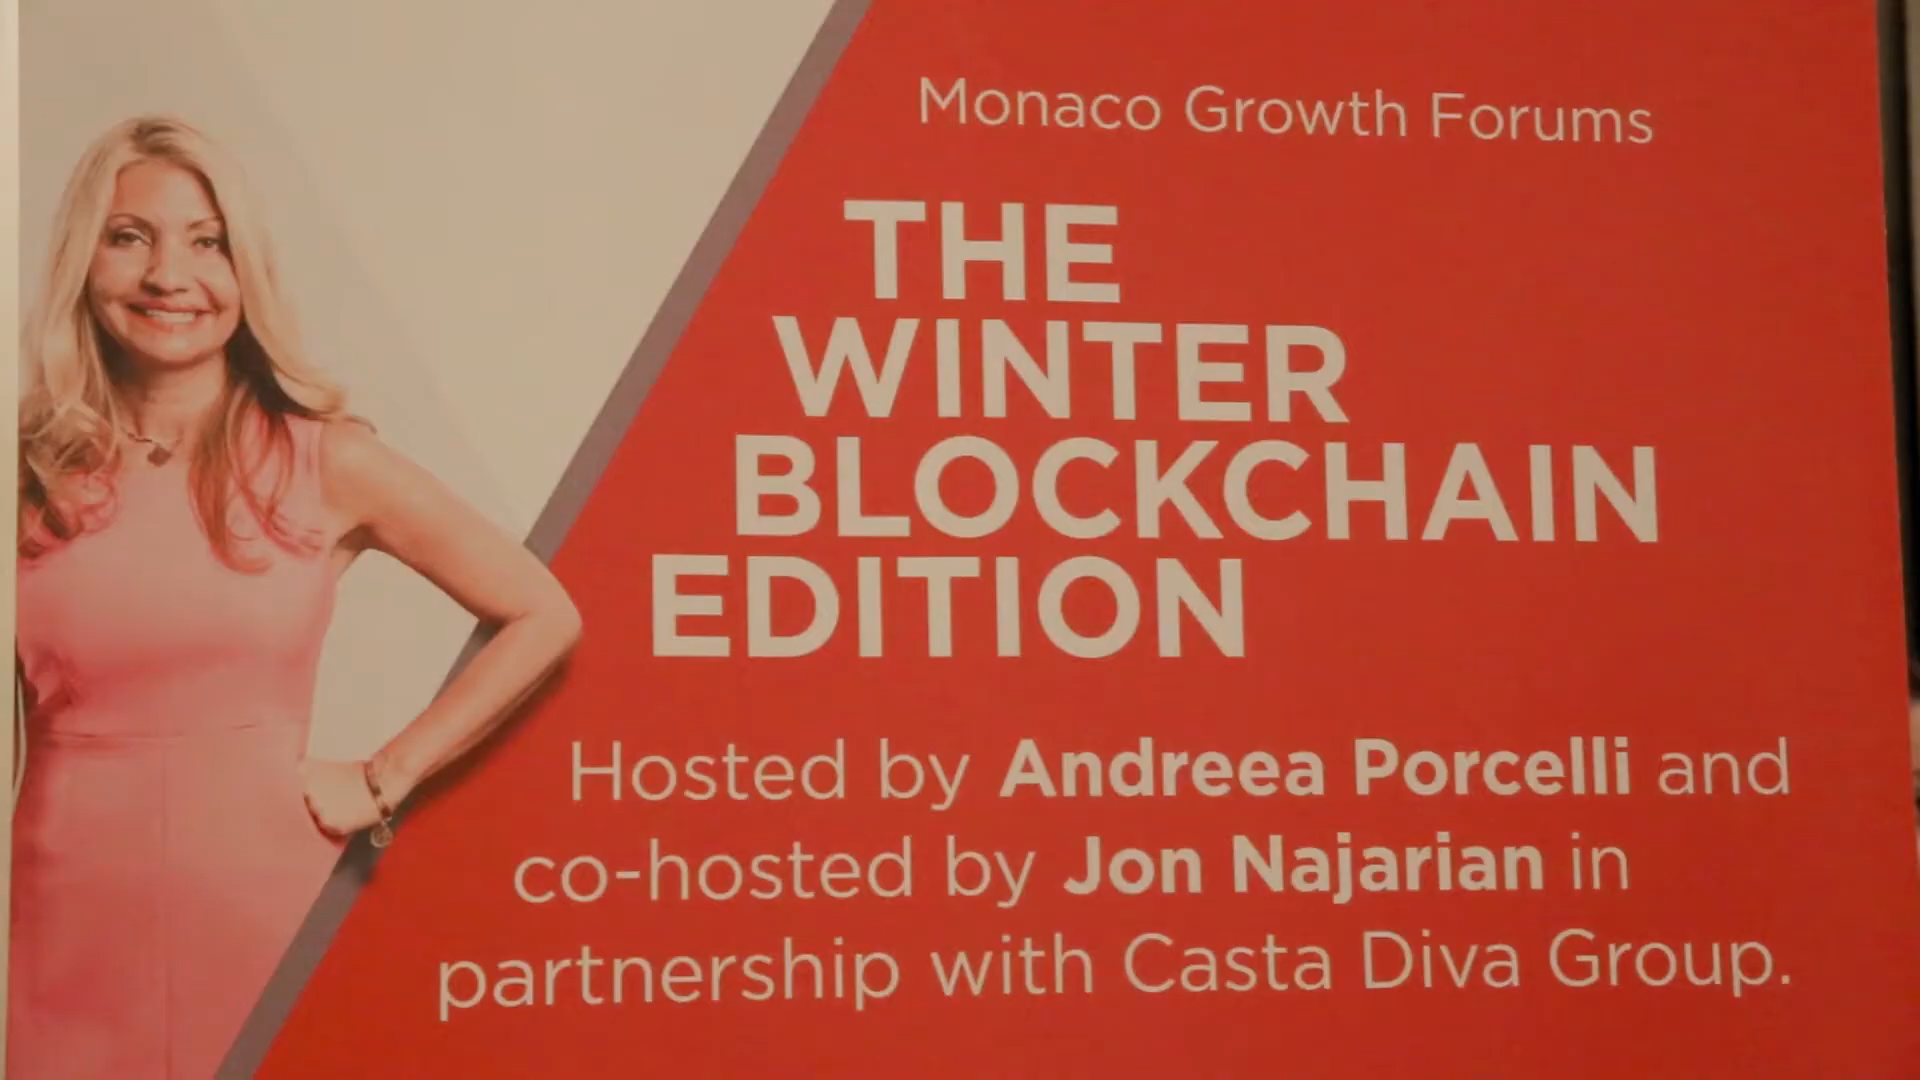 Monaco Growth Forums
THE
WINTER
BLOCKCHAIN
EDITION
Hosted by Andreea Porcelli and
co-hosted by Jon Najarian in
partnership with Casta Diva Group.